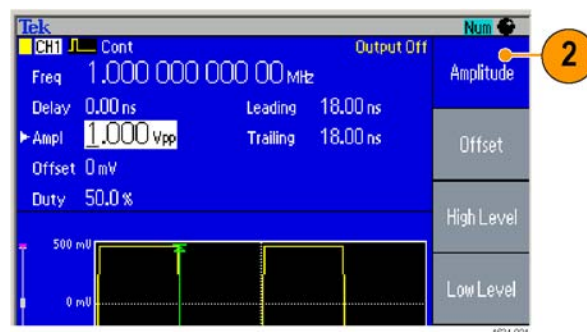 Tek Num
CH1 Cont Output Off
Freq 1.000 000 000 00 MHz
Delay 0.00 ns Leading 18.00 ns
Ampl 1.000 Vpp Trailing 18.00 ns
Offset 0 mV
Duty 50.0 %
500 mV
0 mV
Amplitude
Offset
High Level
Low Level
2